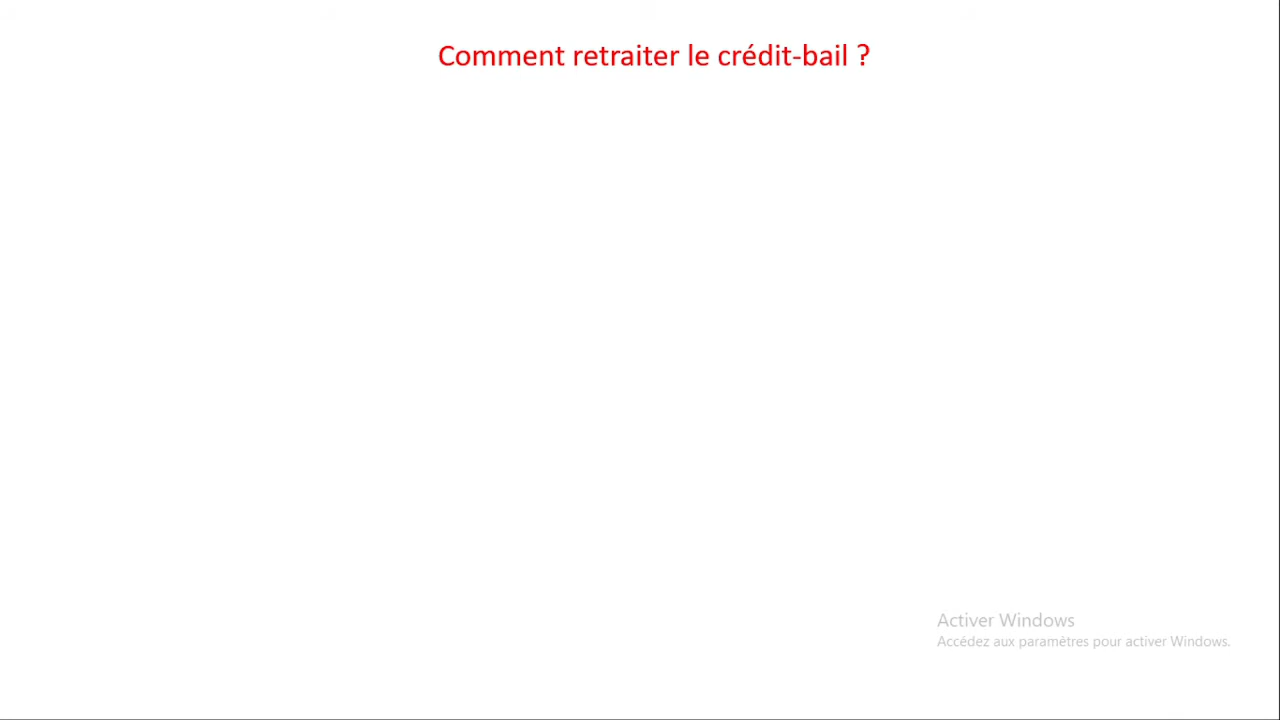 Comment retraiter le crédit-bail ?
Activer Windows
Accédez aux paramètres pour activer Windows.